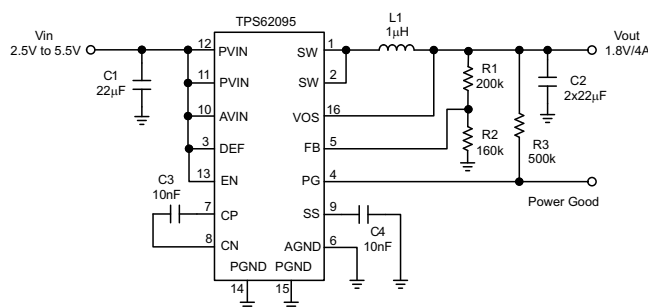 TPS62095
Vin
2.5V to 5.5V
C1
22μF
12
PVIN
11
PVIN
10
AVIN
3
DEF
13
EN
C3
10nF
7
CP
8
CN
PGND
14
PGND
15
SW
1
SW
2
VOS
16
FB
5
PG
4
SS
9
AGND
6
L1
1μH
R1
200k
R2
160k
R3
500k
C2
2x22μF
C4
10nF
Vout
1.8V/4A
Power Good